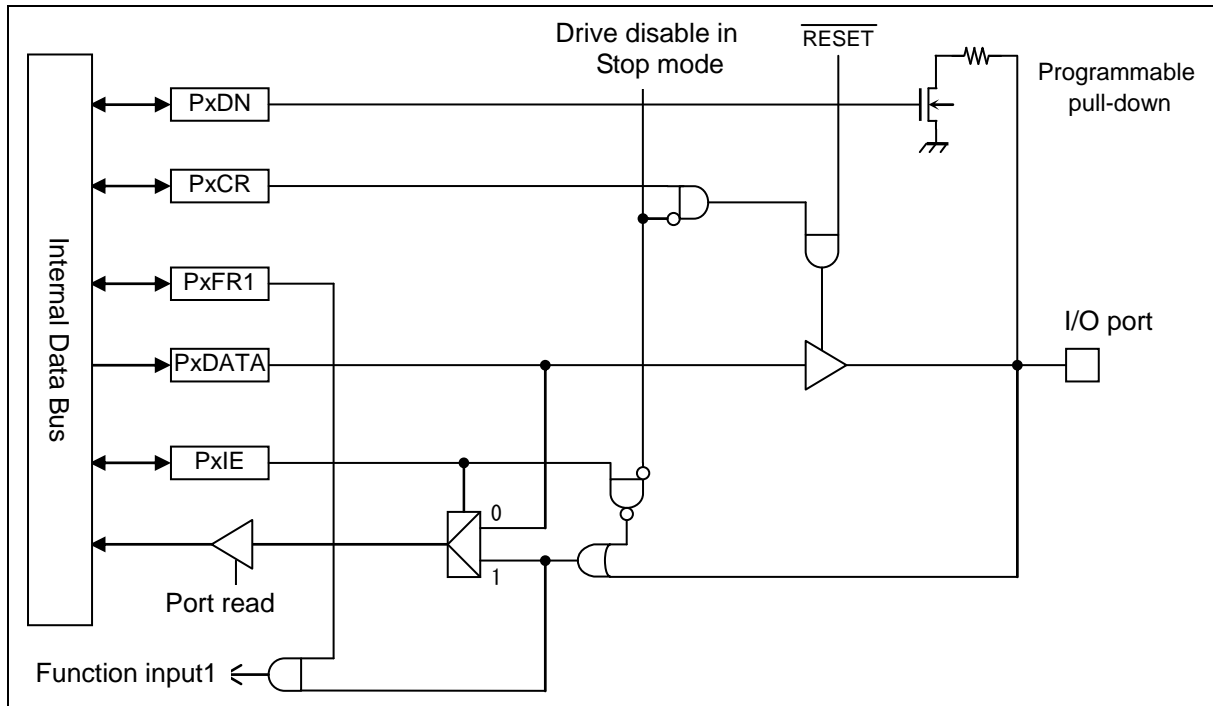 Drive disable in
Stop mode
RESET
Programmable
pull-down
PxDN
PxCR
PxFR1
PxDATA
PxIE
Internal Data Bus
I/O port
0
1
Port read
Function input1